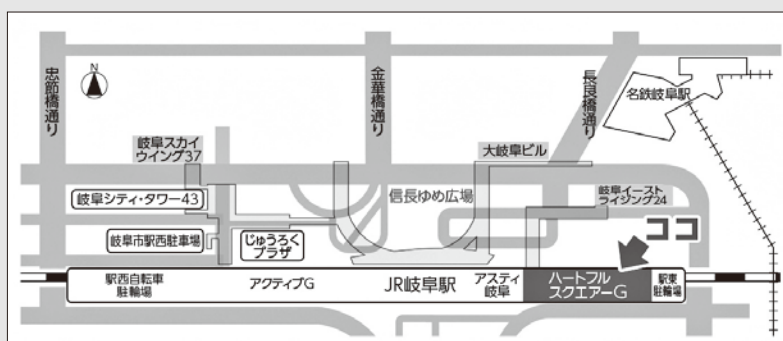 N
忠節橋通り
金華橋通り
長良橋通り
名鉄岐阜駅
岐阜スカイ
ウイング37
大岐阜ビル
岐阜シティ・タワー43
信長ゆめ広場
岐阜イースト
ライジング24
岐阜市駅西駐車場
じゅうろく
プラザ
ココ
駅西自転車
駐輪場
アクティブG
JR岐阜駅
アスティ
岐阜
ハートフル
スクエアーG
駅東
駐輪場